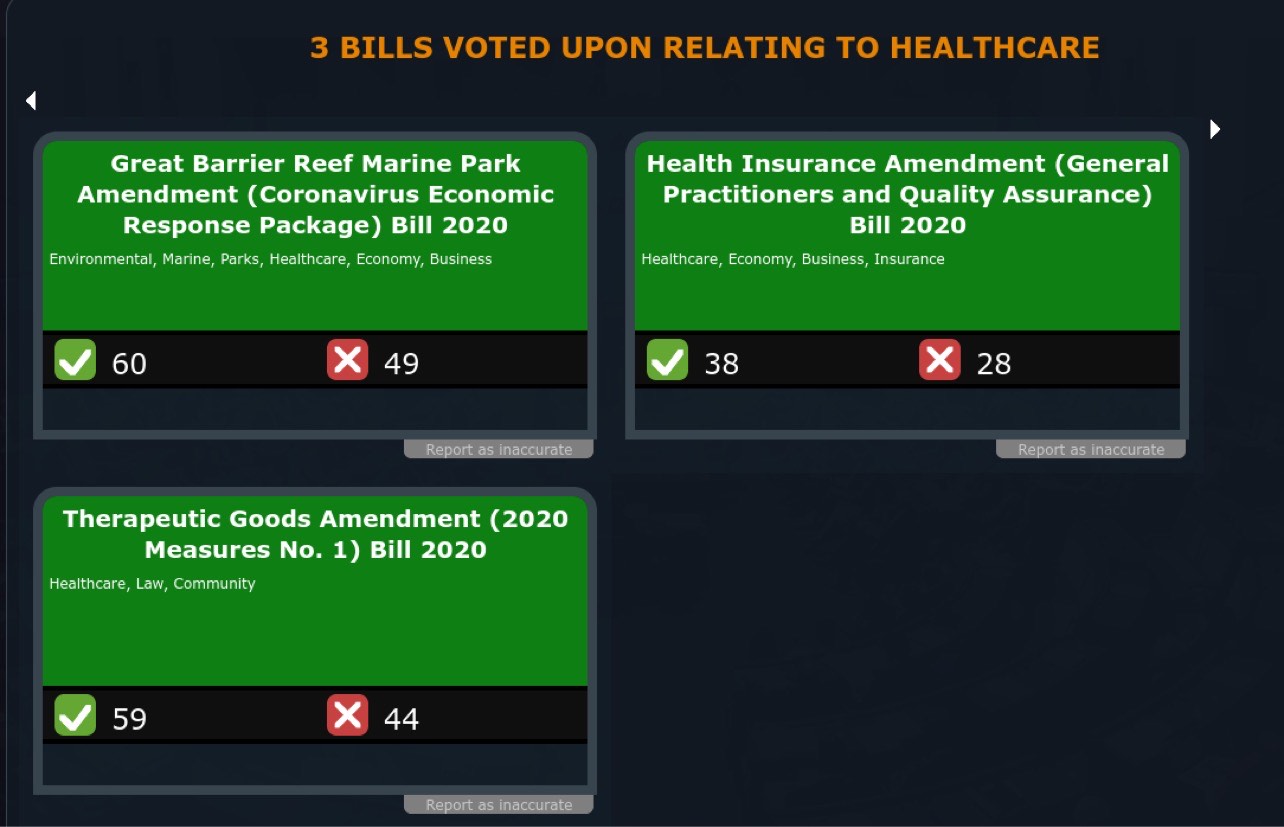 3 BILLS VOTED UPON RELATING TO HEALTHCARE
Great Barrier Reef Marine Park
Amendment (Coronavirus Economic
Response Package) Bill 2020
Environmental, Marine, Parks, Healthcare, Economy, Business
60
49
Report as inaccurate
Health Insurance Amendment (General
Practitioners and Quality Assurance)
Bill 2020
Healthcare, Economy, Business, Insurance
38
28
Report as inaccurate
Therapeutic Goods Amendment (2020
Measures No. 1) Bill 2020
Healthcare, Law, Community
59
44
Report as inaccurate